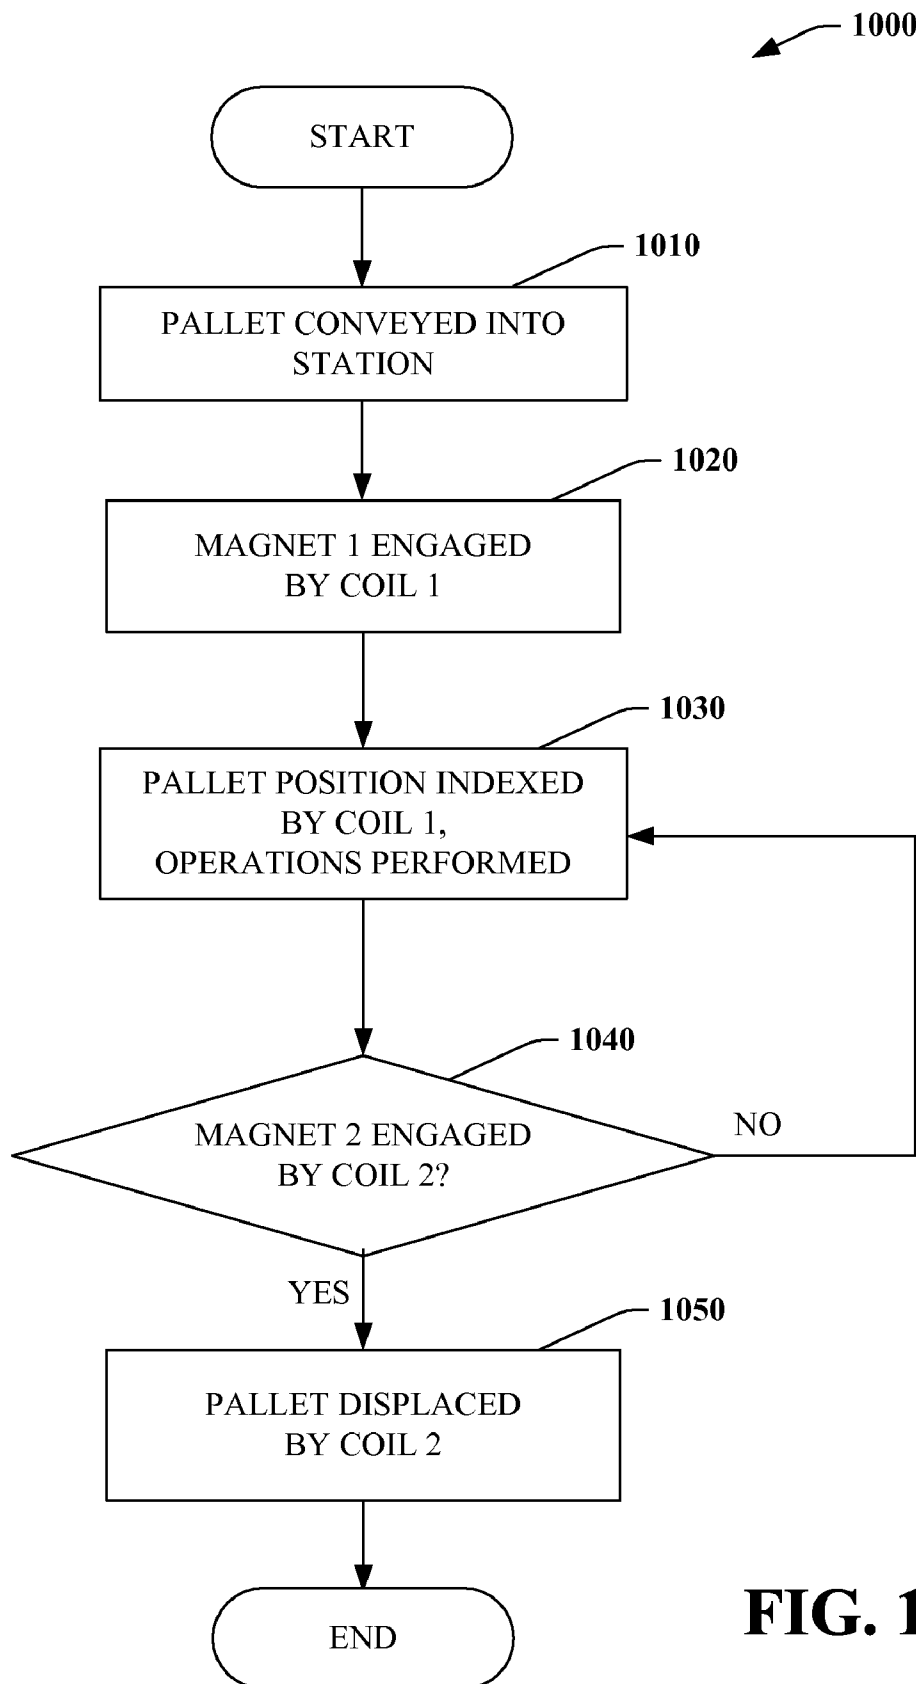 1000
START
1010
PALLET CONVEYED INTO
STATION
1020
MAGNET 1 ENGAGED
BY COIL 1
1030
PALLET POSITION INDEXED
BY COIL 1,
OPERATIONS PERFORMED
1040
MAGNET 2 ENGAGED
BY COIL 2?
NO
YES
1050
PALLET DISPLACED
BY COIL 2
END
FIG. 1